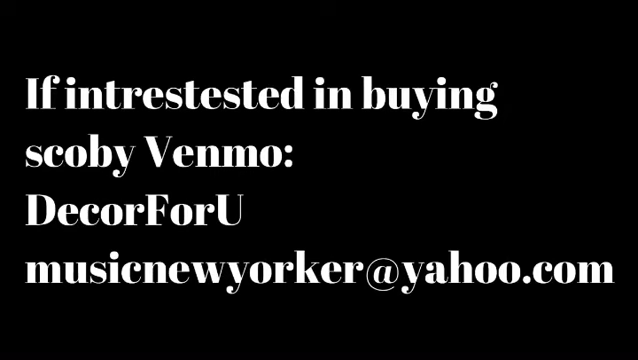 If intrestested in buying
scoby Venmo:
DecorForU
musicnewyorker@yahoo.com